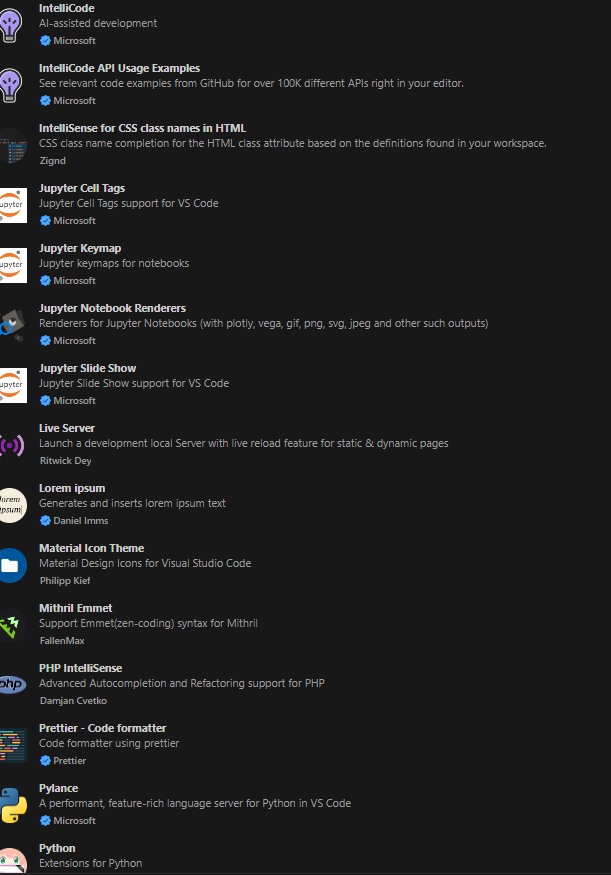 IntelliCode
AI-assisted development
Microsoft
IntelliCode API Usage Examples
See relevant code examples from GitHub for over 100K different APIs right in your editor.
Microsoft
IntelliSense for CSS class names in HTML
CSS class name completion for the HTML class attribute based on the definitions found in your workspace.
Zignd
Jupyter Cell Tags
Jupyter Cell Tags support for VS Code
Microsoft
upyter
Jupyter Keymap
Jupyter keymaps for notebooks
Microsoft
upyter
Jupyter Notebook Renderers
Renderers for Jupyter Notebooks (with plotly, vega, gif, png, svg, jpeg and other such outputs)
Microsoft
Jupyter Slide Show
Jupyter Slide Show support for VS Code
Microsoft
upyter
Live Server
Launch a development local Server with live reload feature for static & dynamic pages
Ritwick Dey
Lorem ipsum
Generates and inserts lorem ipsum text
Daniel Imms
lorem
ipsum
Material Icon Theme
Material Design Icons for Visual Studio Code
Philipp Kief
Mithril Emmet
Support Emmet(zen-coding) syntax for Mithril
FallenMax
PHP IntelliSense
Advanced Autocompletion and Refactoring support for PHP
Damjan Cvetko
php
Prettier - Code formatter
Code formatter using prettier
Prettier
Pylance
A performant, feature-rich language server for Python in VS Code
Microsoft
Python
Extensions for Python